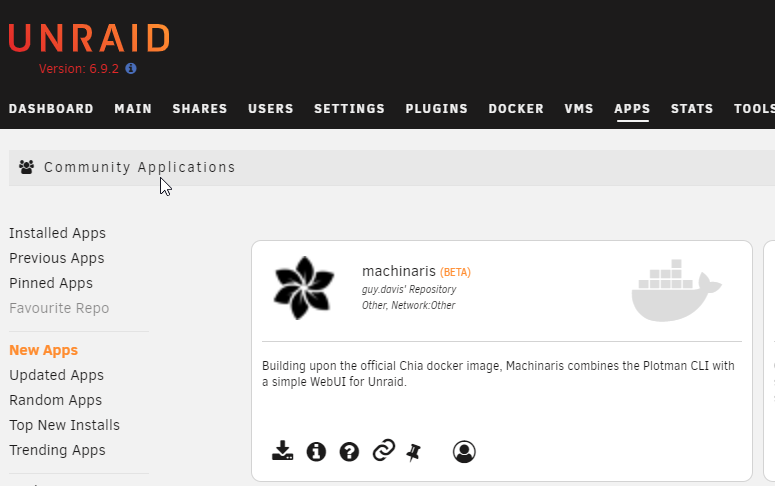 UNRAID
Version: 6.9.2
DASHBOARD MAIN SHARES USERS SETTINGS PLUGINS DOCKER VMS APPS STATS TOOLS
Community Applications
Installed Apps
Previous Apps
Pinned Apps
Favourite Repo
New Apps
Updated Apps
Random Apps
Top New Installs
Trending Apps
machinaris (BETA)
guy.davis' Repository
Other, Network:Other
Building upon the official Chia docker image, Machinaris combines the Plotman CLI with
a simple WebUI for Unraid.